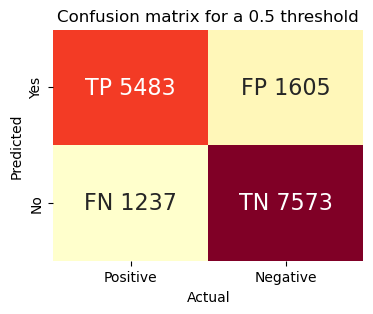 Confusion matrix for a 0.5 threshold
Yes
TP 5483
FP 1605
Predicted
No
FN 1237
TN 7573
Positive
Negative
Actual